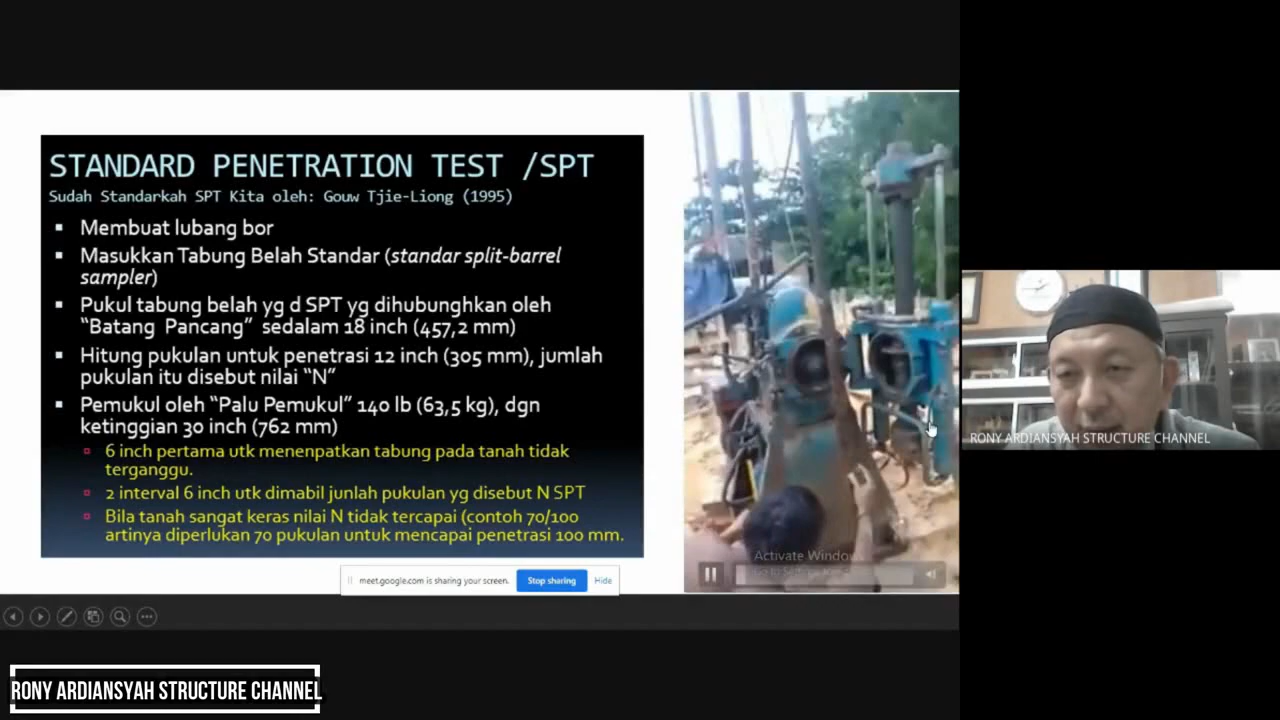 STANDARD PENETRATION TEST /SPT
Sudah Standarkah SPT Kita oleh: Gouw Tjie-Liong (1995)
▪ Membuat lubang bor
▪ Masukkan Tabung Belah Standar (standar split-barrel
sampler)
▪ Pukul tabung belah yg d SPT yg dihubunghkan oleh
“Batang Pancang” sedalam 18 inch (457,2 mm)
▪ Hitung pukulan untuk penetrasi 12 inch (305 mm), jumlah
pukulan itu disebut nilai “N”
▪ Pemukul oleh “Palu Pemukul” 140 lb (63,5 kg), dgn
ketinggian 30 inch (762 mm)
▫ 6 inch pertama utk menenpatkan tabung pada tanah tidak
terganggu.
▫ 2 interval 6 inch utk dimabil junlah pukulan yg disebut N SPT
▫ Bila tanah sangat keras nilai N tidak tercapai (contoh 70/100
artinya diperlukan 70 pukulan untuk mencapai penetrasi 100 mm.
Activate Window
Go to
meet.google.com is sharing your screen. Stop sharing Hide
RONY ARDIANSYAH STRUCTURE CHANNEL
RONY ARDIANSYAH STRUCTURE CHANNEL